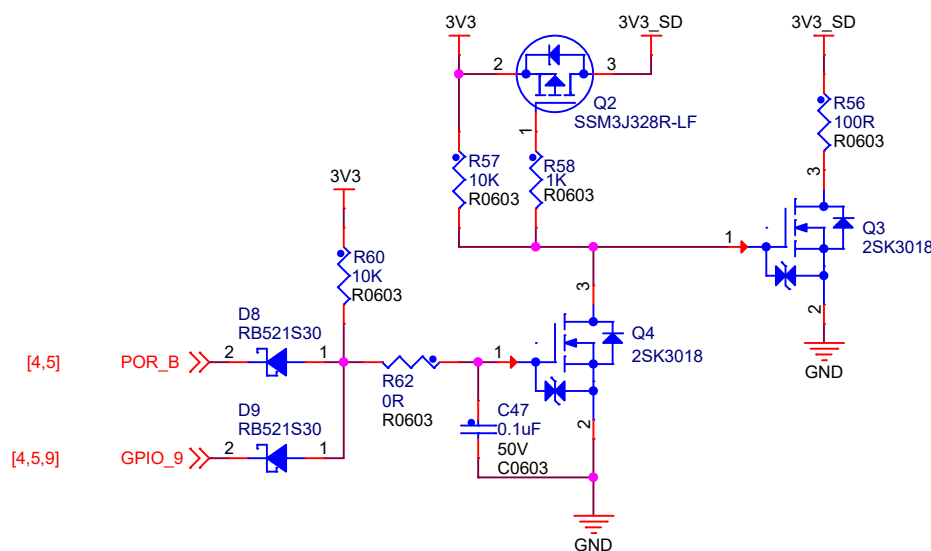 3V3
3V3_SD
3V3_SD
2
3
Q2
SSM3J328R-LF
1
R56
100R
R0603
R57
10K
R0603
R58
1K
R0603
3
3V3
1
Q3
2SK3018
2
GND
R60
10K
R0603
3
Q4
2SK3018
D8
RB521S30
[4,5]
POR_B
2
1
1
R62
0R
R0603
C47
0.1uF
50V
C0603
2
D9
RB521S30
[4,5,9]
GPIO_9
2
1
GND